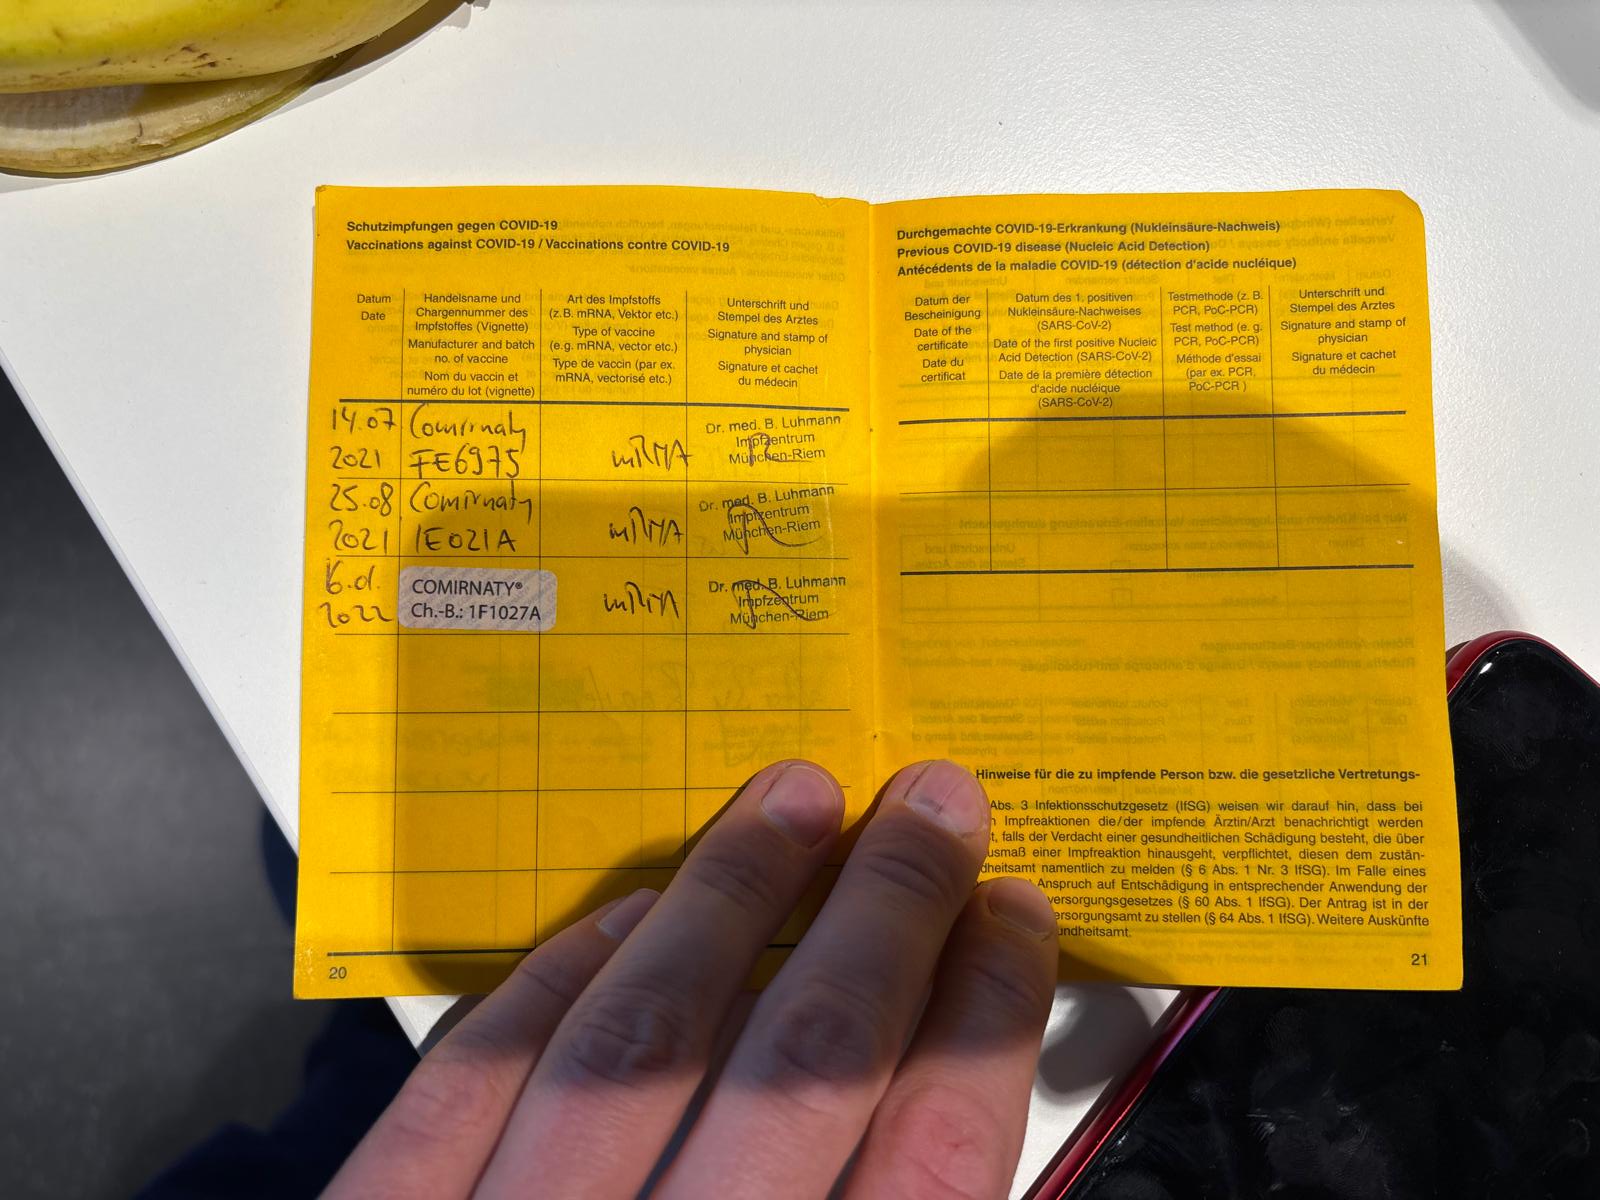 Schutzimpfungen gegen COVID-19
Vaccinations against COVID-19 / Vaccinations contre COVID-19
Datum
Date
Handelsname und
Chargennummer des
Impfstoffes (Vignette)
Manufacturer and batch
no. of vaccine
Nom du vaccin et
numéro du lot (vignette)
Art des Impfstoffs
(z.B. mRNA, Vektor etc.)
Type of vaccine
(e.g. mRNA, vector etc.)
Type de vaccin (par ex.
mRNA, vectorisé etc.)
Unterschrift und
Stempel des Arztes
Signature and stamp of
physician
Signature et cachet
du médecin
14.07
2021
Comirnaty
FE6975
mRNA
Dr. med. B. Luhmann
Impfzentrum
München-Riem
25.08
2021
Comirnaty
1E021A
mRNA
Dr. med. B. Luhmann
Impfzentrum
München-Riem
2022
COMIRNATY®
Ch.-B.: 1F1027A
mRNA
Dr. med. B. Luhmann
Impfzentrum
München-Riem
20
Durchgemachte COVID-19-Erkrankung (Nukleinsäure-Nachweis)
Previous COVID-19 disease (Nucleic Acid Detection)
Antécédents de la maladie COVID-19 (détection d'acide nucléique)
Datum der
Bescheinigung
Date of the
certificate
Date du
certificat
Datum des 1. positiven
Nukleinsäure-Nachweises
(SARS-CoV-2)
Date of the first positive Nucleic
Acid Detection (SARS-CoV-2)
Date de la première détection
d'acide nucléique
(SARS-CoV-2)
Testmethode (z. B.
PCR, PoC-PCR)
Test method (e. g.
PCR, PoC-PCR)
Méthode d'essai
(par ex. PCR,
PoC-PCR )
Unterschrift und
Stempel des Arztes
Signature and stamp of
physician
Signature et cachet
du médecin
Hinweise für die zu impfende Person bzw. die gesetzliche Vertretungs-
Abs. 3 Infektionsschutzgesetz (IfSG) weisen wir darauf hin, dass bei
Impfreaktionen die/der impfende Ärztin/Arzt benachrichtigt werden
falls der Verdacht einer gesundheitlichen Schädigung besteht, die über
usmaß einer Impfreaktion hinausgeht, verpflichtet, diesen dem zustän-
dheitsamt namentlich zu melden (§ 6 Abs. 1 Nr. 3 IfSG). Im Falle eines
Anspruch auf Entschädigung in entsprechender Anwendung der
versorgungsgesetzes (§ 60 Abs. 1 IfSG). Der Antrag ist in der
ersorgungsamt zu stellen (§ 64 Abs. 1 IfSG). Weitere Auskünfte
undheitsamt.
21